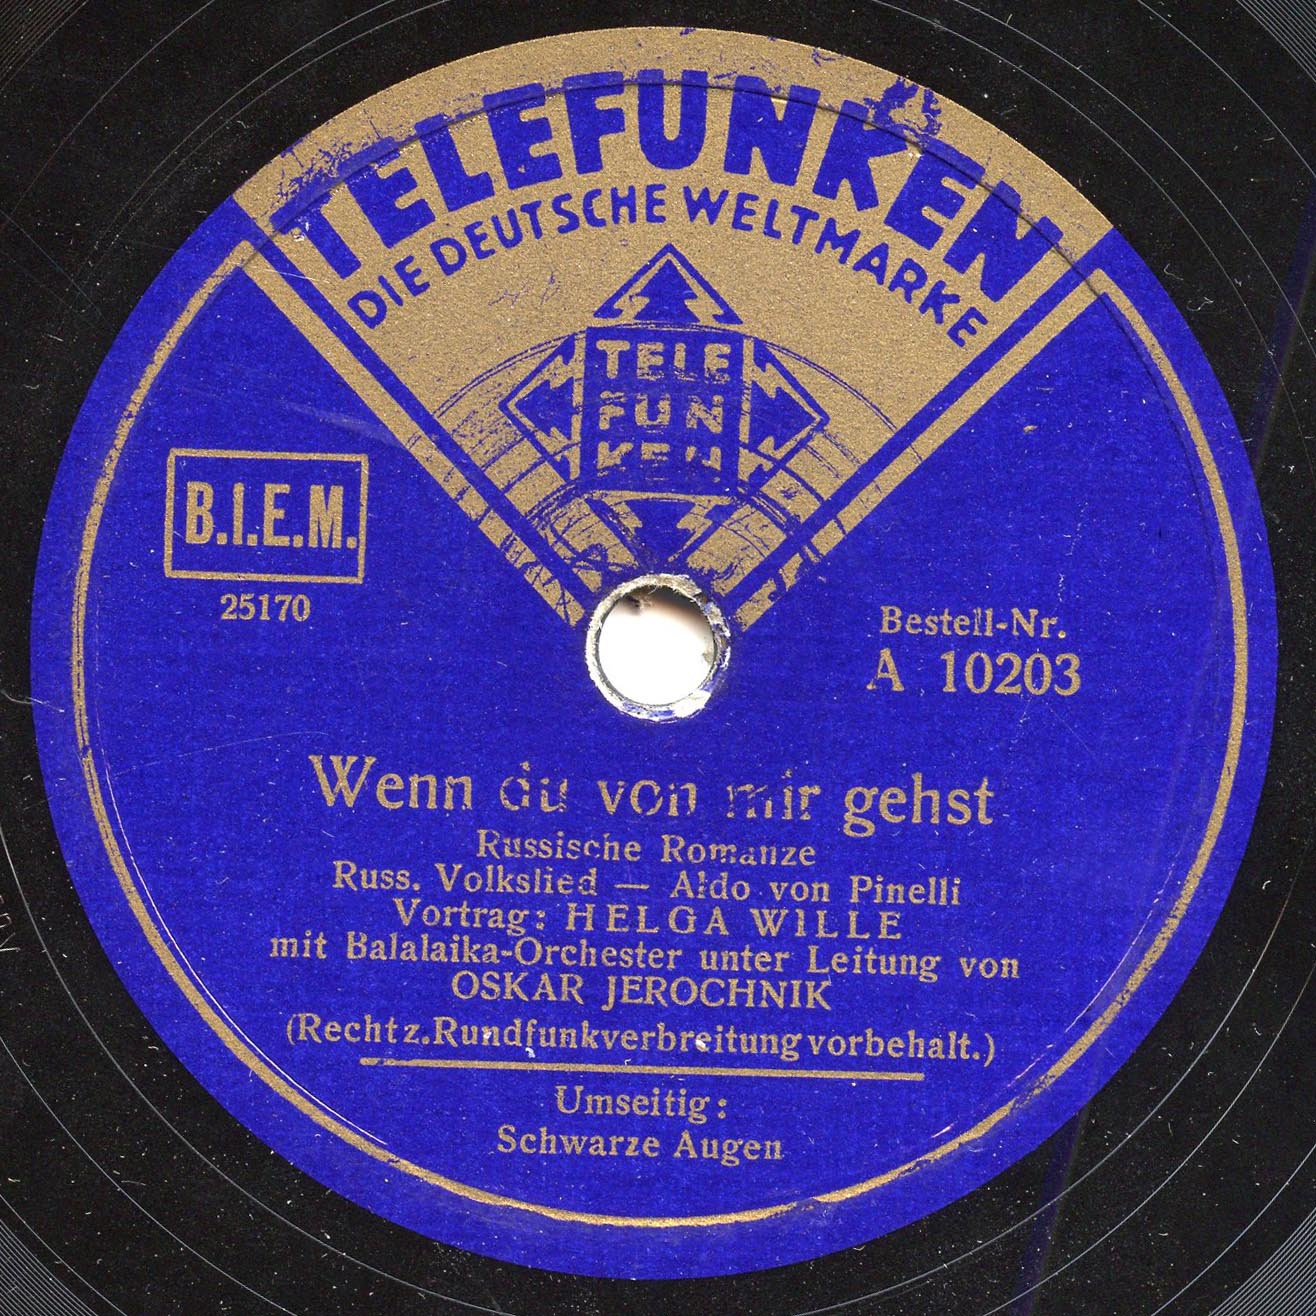 TELEFUNKEN
DIE DEUTSCHE WELTMARKE
TELE
FUN
KEN
B.I.E.M.
25170
Bestell-Nr.
A 10203
Wenn du von mir gehst
Russische Romanze
Russ. Volkslied — Aldo von Pinelli
Vortrag: HELGA WILLE
mit Balalaika-Orchester unter Leitung von
OSKAR JEROCHNIK
(Recht z. Rundfunkverbreitung vorbehalt.)
Umseitig:
Schwarze Augen